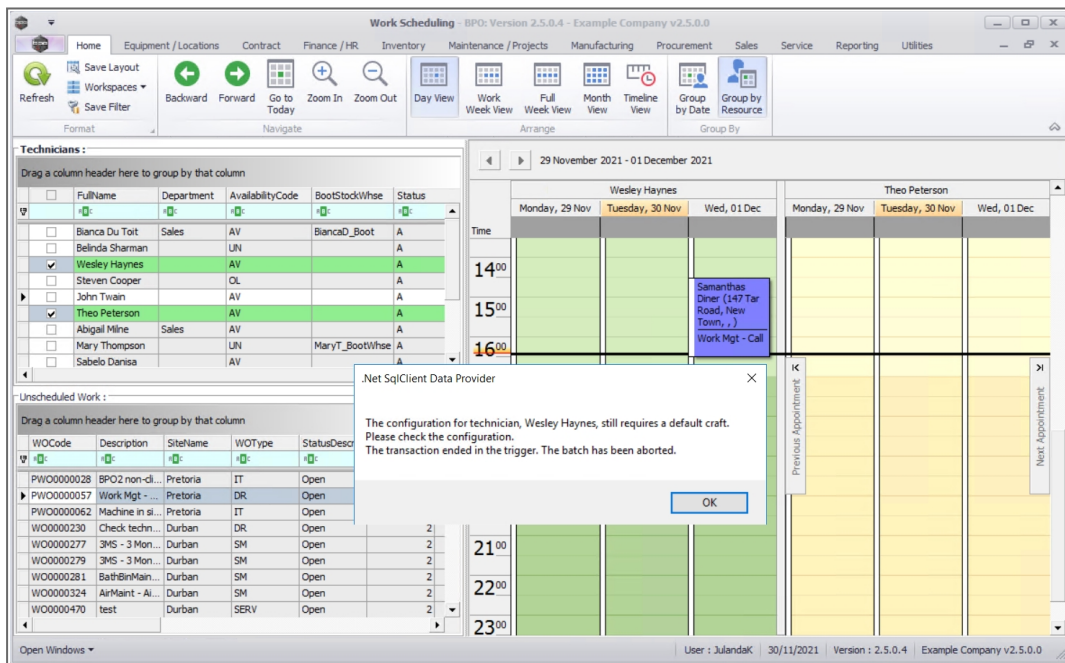 Work Scheduling - BPO: Version 2.5.0.4 - Example Company v2.5.0.0
Home Equipment / Locations Contract Finance / HR Inventory Maintenance / Projects Manufacturing Procurement Sales Service Reporting Utilities
Refresh
Save Layout
Workspaces
Save Filter
Format
Backward
Forward
Go to
Today
Zoom In
Zoom Out
Navigate
Day View
Work
Week View
Full
Week View
Month
View
Timeline
View
Arrange
Group
by Date
Group by
Resource
Group By
Technicians :
Drag a column header here to group by that column
FullName Department AvailabilityCode BootStockWhse Status
Bianca Du Toit Sales AV BiancaD_Boot A
Belinda Sharman UN A
Wesley Haynes AV A
Steven Cooper OL A
John Twain AV A
Theo Peterson AV A
Abigail Milne Sales AV A
Mary Thompson UN MaryT_BootWhse A
Sabelo Danisa AV A
Unscheduled Work :
Drag a column header here to group by that column
WOCode Description SiteName WOType StatusDescr
PWO0000028 BPO2 non-cli... Pretoria IT Open
PWO0000057 Work Mgt - ... Pretoria DR Open
PWO0000062 Machine in si... Pretoria IT Open
WO0000230 Check techn... Durban DR Open 2
WO0000277 3MS - 3 Mon... Durban SM Open 2
WO0000279 3MS - 3 Mon... Durban SM Open 2
WO0000281 BathBinMain... Durban SM Open 2
WO0000324 AirMaint - Ai... Durban SM Open 2
WO0000470 test Durban SERV Open 2
29 November 2021 - 01 December 2021
Wesley Haynes Theo Peterson
Monday, 29 Nov Tuesday, 30 Nov Wed, 01 Dec Monday, 29 Nov Tuesday, 30 Nov Wed, 01 Dec
Time
14 00
15 00
16 00
21 00
22 00
23 00
Samanthas
Diner (147 Tar
Road, New
Town, , )
Work Mgt - Call
Previous Appointment
Next Appointment
.Net SqlClient Data Provider
The configuration for technician, Wesley Haynes, still requires a default craft.
Please check the configuration.
The transaction ended in the trigger. The batch has been aborted.
OK
Open Windows User : JulandaK 30/11/2021 Version : 2.5.0.4 Example Company v2.5.0.0